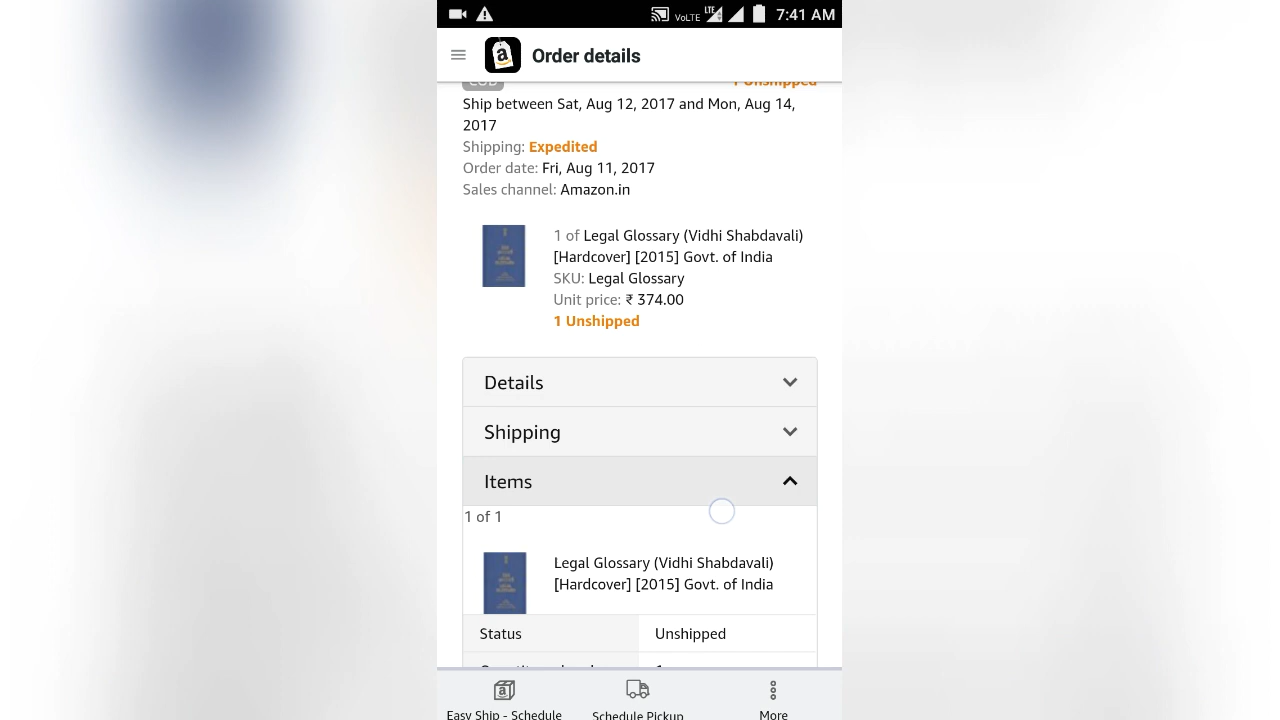 VoLTE LTE 7:41 AM
Order details
COD 1 Unshipped
Ship between Sat, Aug 12, 2017 and Mon, Aug 14,
2017
Shipping: Expedited
Order date: Fri, Aug 11, 2017
Sales channel: Amazon.in
1 of Legal Glossary (Vidhi Shabdavali)
[Hardcover] [2015] Govt. of India
SKU: Legal Glossary
Unit price: ₹ 374.00
1 Unshipped
Details
Shipping
Items
1 of 1
Legal Glossary (Vidhi Shabdavali)
[Hardcover] [2015] Govt. of India
Status Unshipped
Easy Ship - Schedule Schedule Pickup More